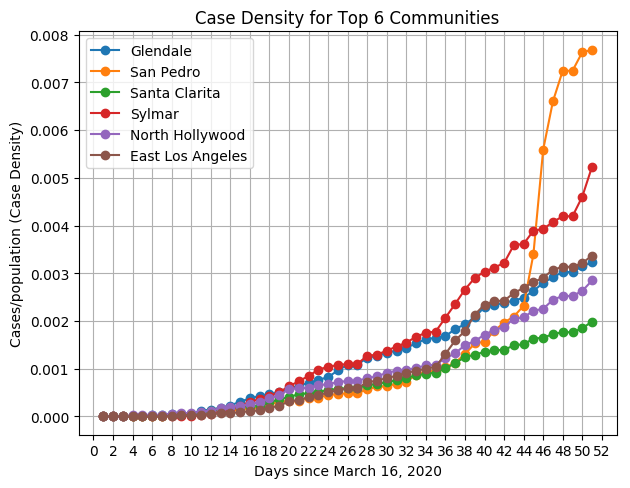 Case Density for Top 6 Communities
Cases/population (Case Density)
0.008
0.007
0.006
0.005
0.004
0.003
0.002
0.001
0.000
Glendale
San Pedro
Santa Clarita
Sylmar
North Hollywood
East Los Angeles
0 2 4 6 8 10 12 14 16 18 20 22 24 26 28 30 32 34 36 38 40 42 44 46 48 50 52
Days since March 16, 2020